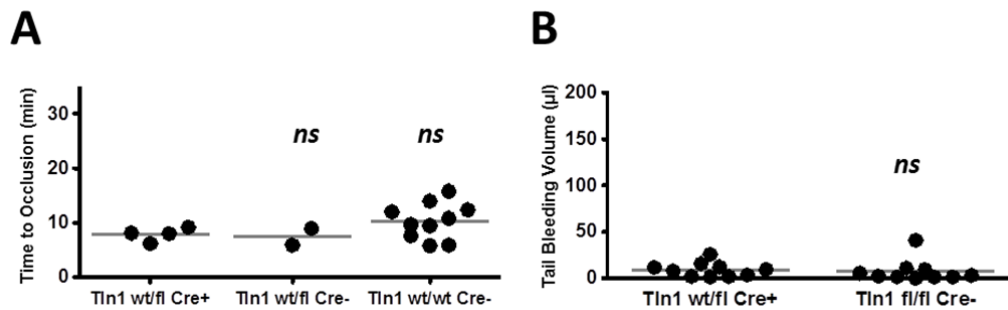 A
Time to Occlusion (min)
30
20
10
0
ns
ns
Tln1 wt/fl Cre+
Tln1 wt/fl Cre-
Tln1 wt/wt Cre-
B
Tail Bleeding Volume (µl)
200
150
100
50
0
ns
Tln1 wt/fl Cre+
Tln1 fl/fl Cre-